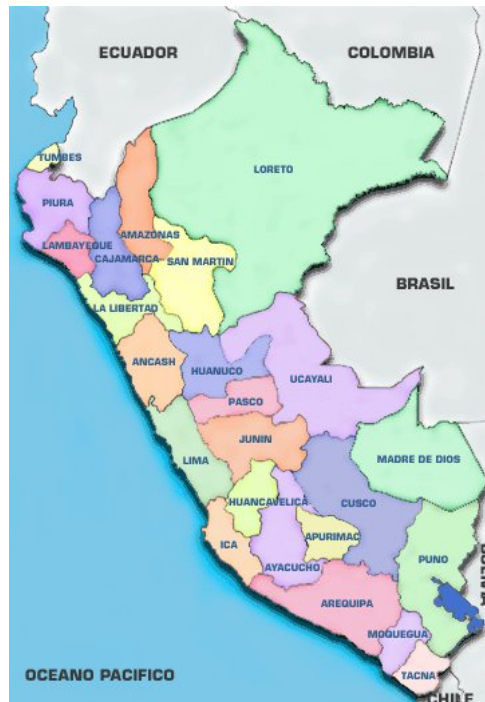 ECUADOR
COLOMBIA
TUMBES
LORETO
PIURA
AMAZONAS
LAMBAYEQUE
CAJAMARCA
SAN MARTIN
BRASIL
LA LIBERTAD
ANCASH
HUANUCO
UCAYALI
PASCO
JUNIN
LIMA
MADRE DE DIOS
HUANCAVELICA
CUSCO
APURIMAC
ICA
PUNO
AYACUCHO
BOLIVIA
AREQUIPA
MOQUEGUA
OCEANO PACIFICO
TACNA
CHILE